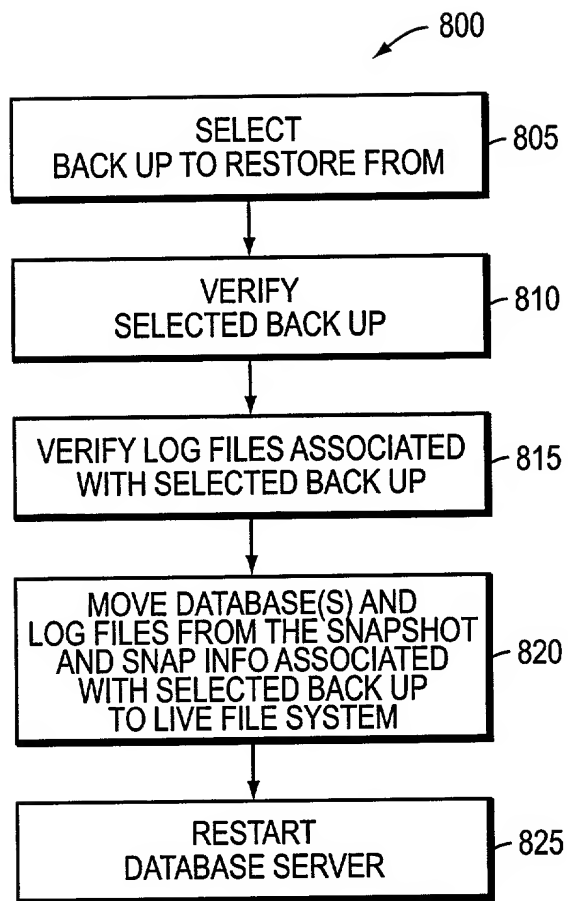 800
SELECT
BACK UP TO RESTORE FROM
805
VERIFY
SELECTED BACK UP
810
VERIFY LOG FILES ASSOCIATED
WITH SELECTED BACK UP
815
MOVE DATABASE(S) AND
LOG FILES FROM THE SNAPSHOT
AND SNAP INFO ASSOCIATED
WITH SELECTED BACK UP
TO LIVE FILE SYSTEM
820
RESTART
DATABASE SERVER
825